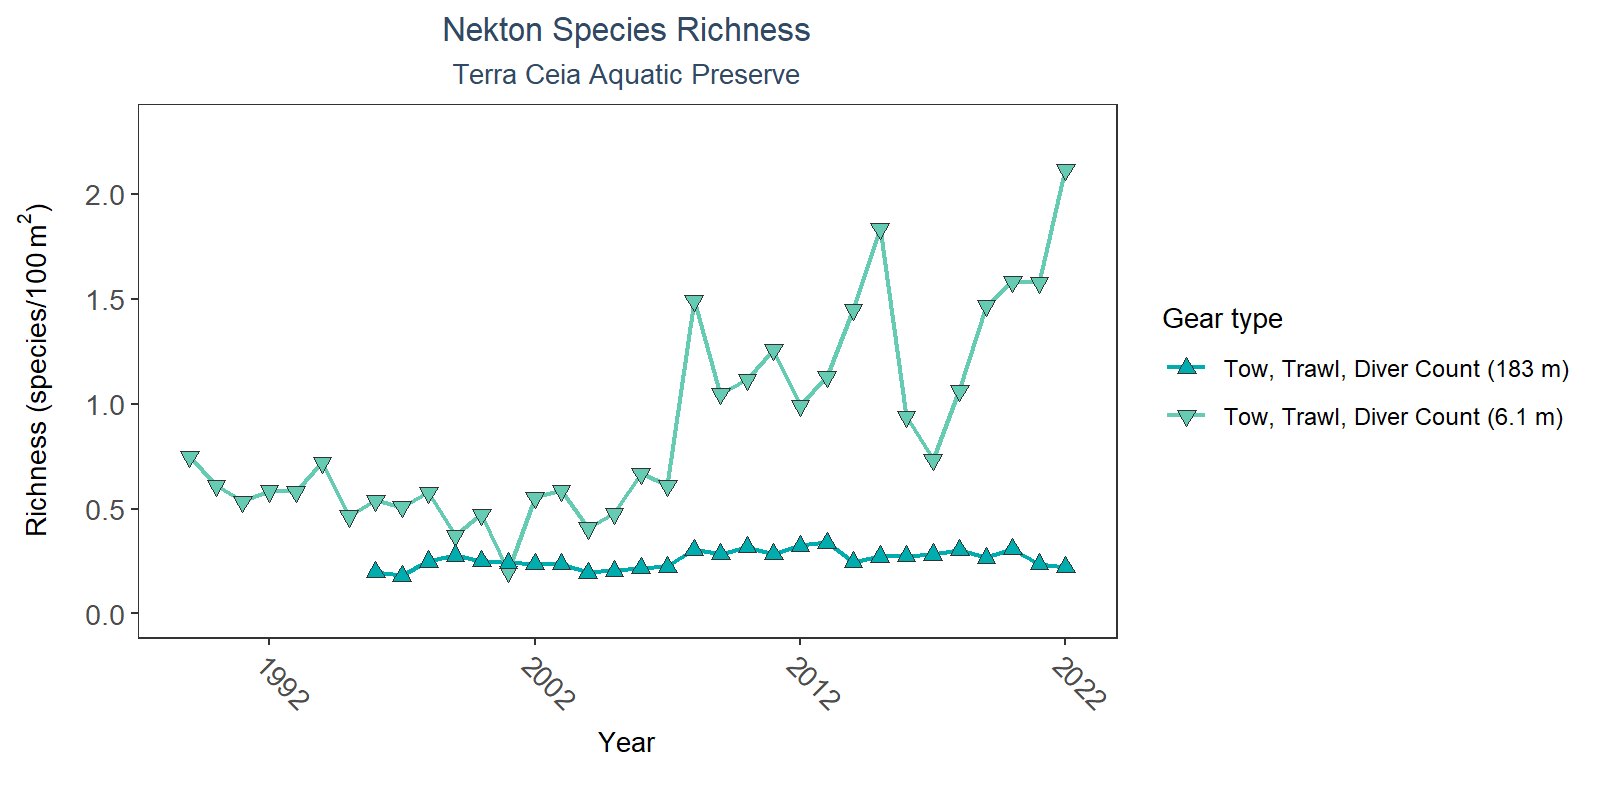 Nekton Species Richness
Terra Ceia Aquatic Preserve
Richness (species/100 m²)
2.0
1.5
1.0
0.5
0.0
1992
2002
2012
2022
Year
Gear type
Tow, Trawl, Diver Count (183 m)
Tow, Trawl, Diver Count (6.1 m)